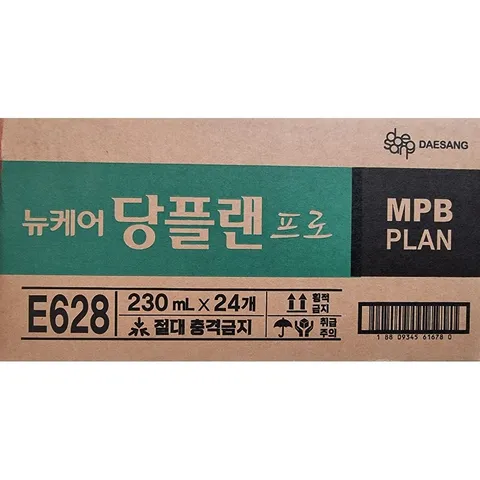 daesang DAESANG
뉴케어 당플랜 프로
MPB
PLAN
E628
230 mL × 24개
절대 충격금지
횡적
금지
취급
주의
1 88 09345 61678 0